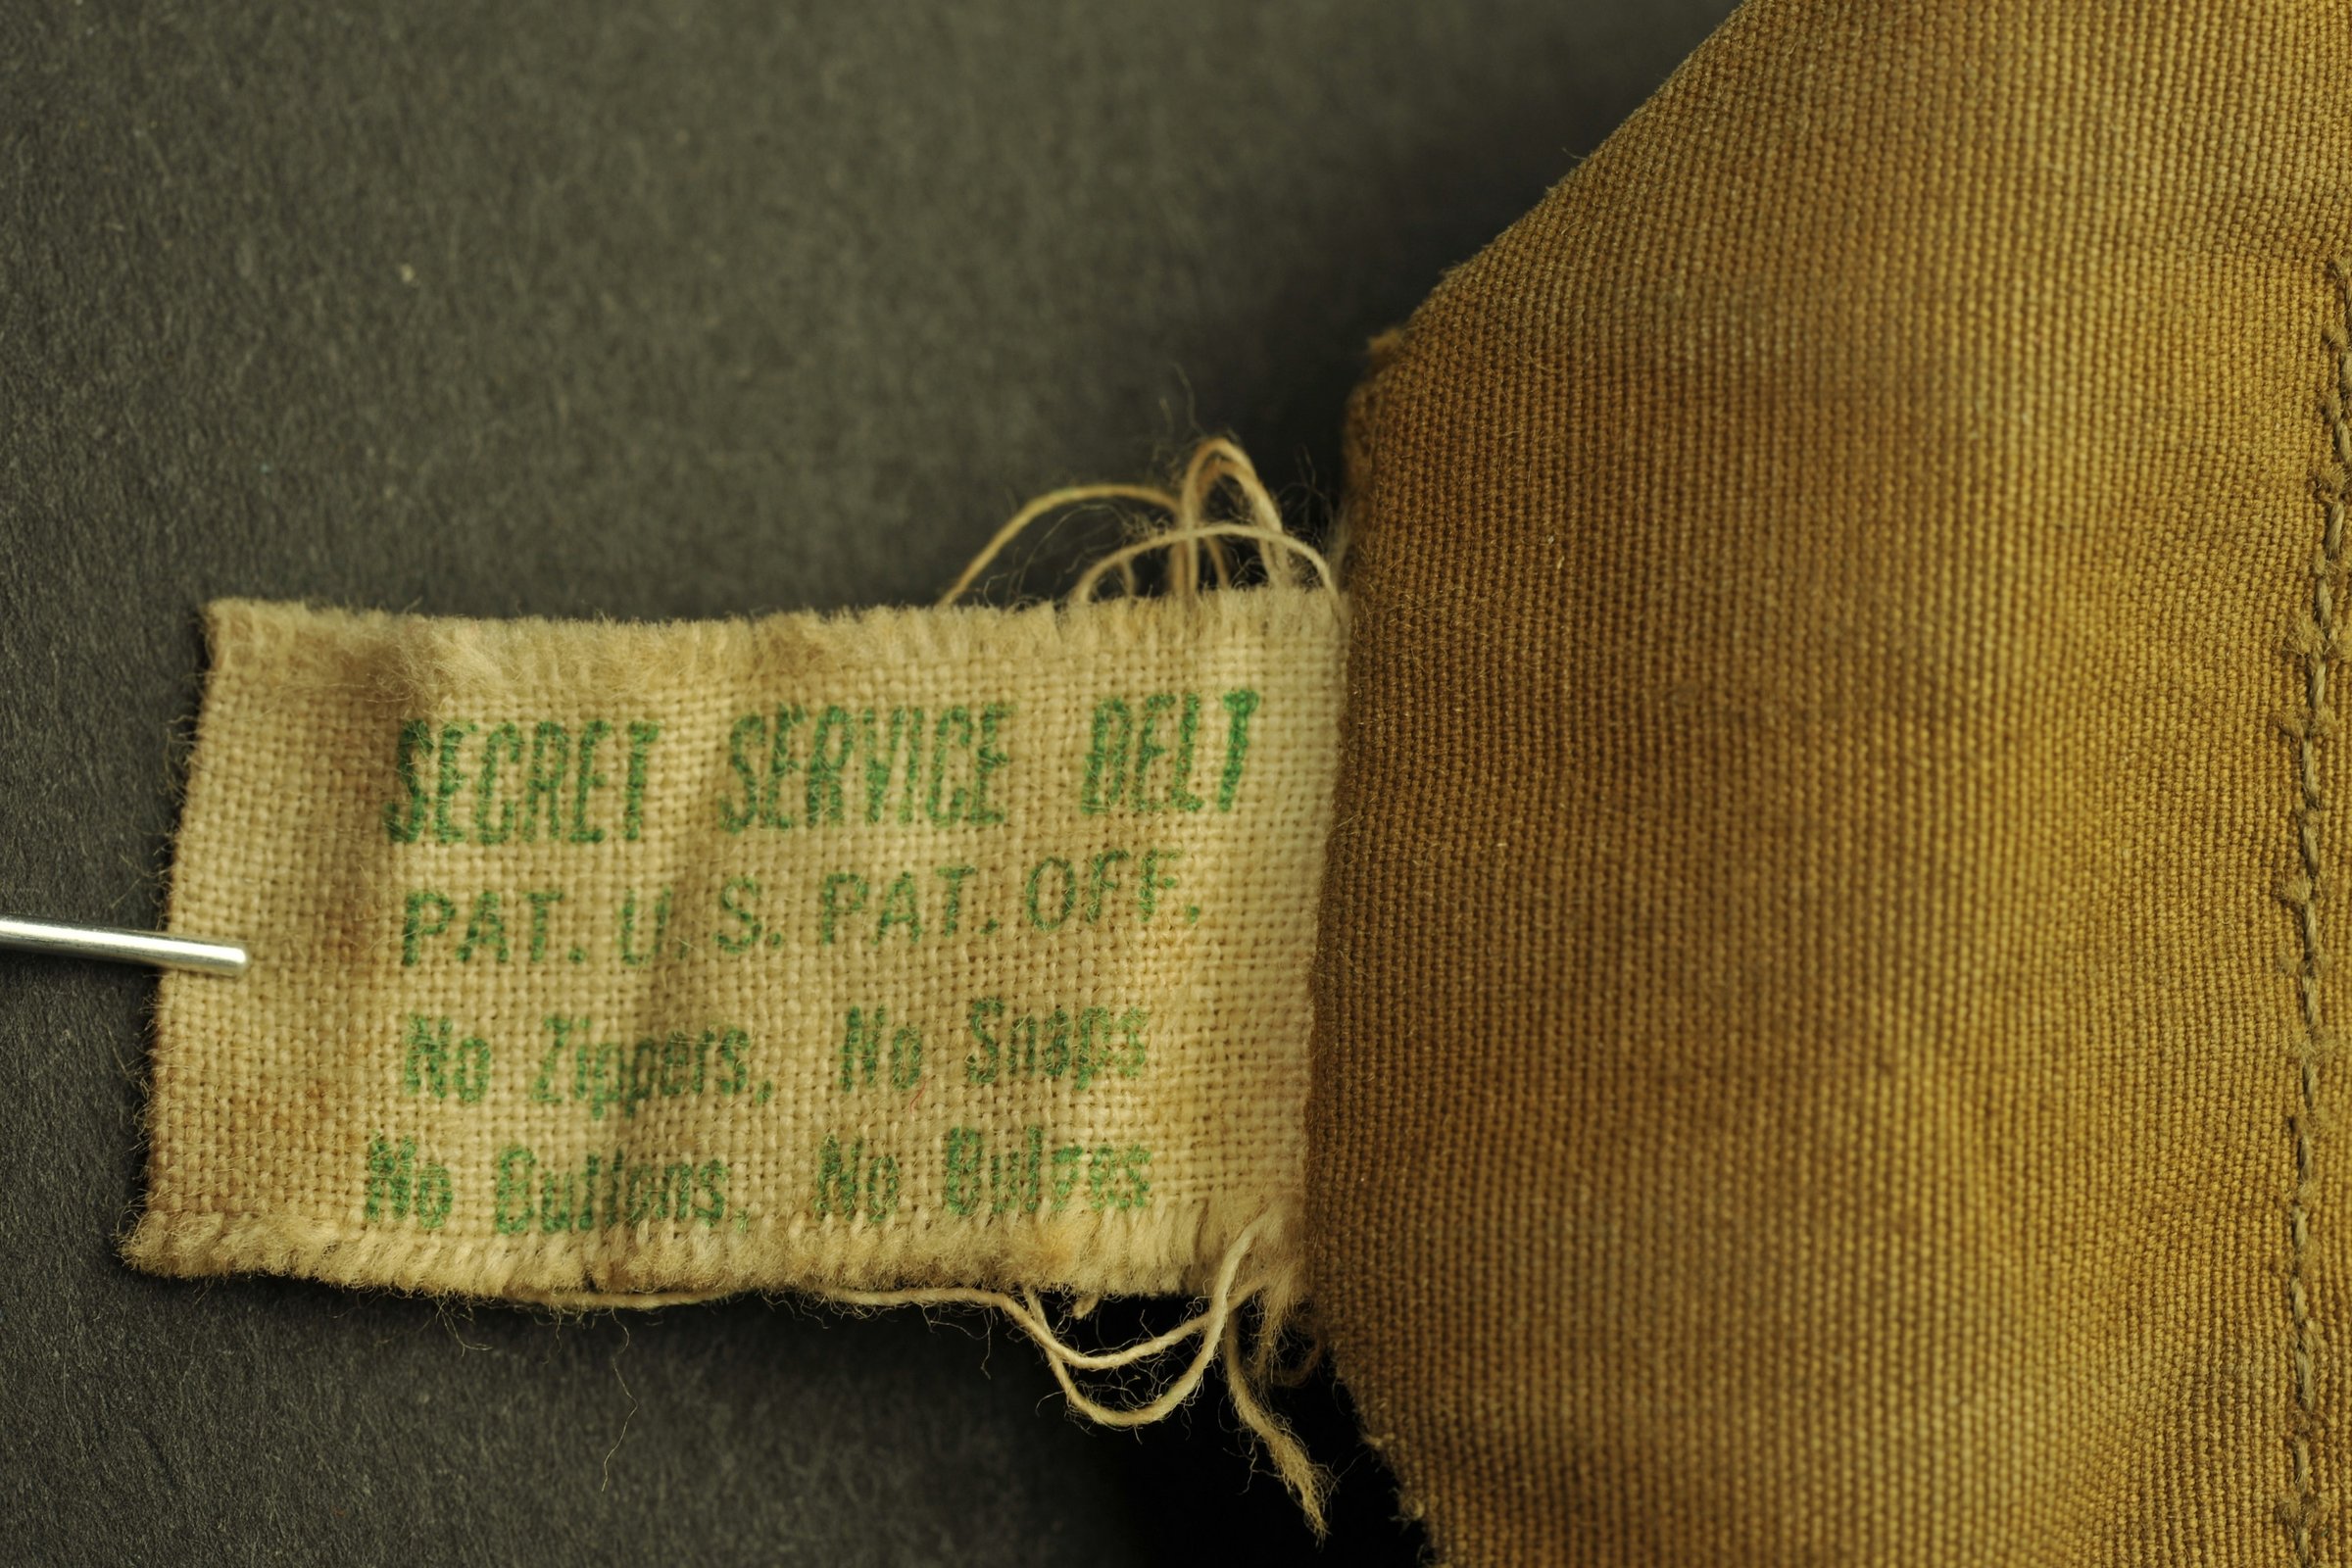 SECRET SERVICE BELT
PAT. U.S. PAT. OFF.
No Zippers, No Snaps
No Buttons, No Bulges